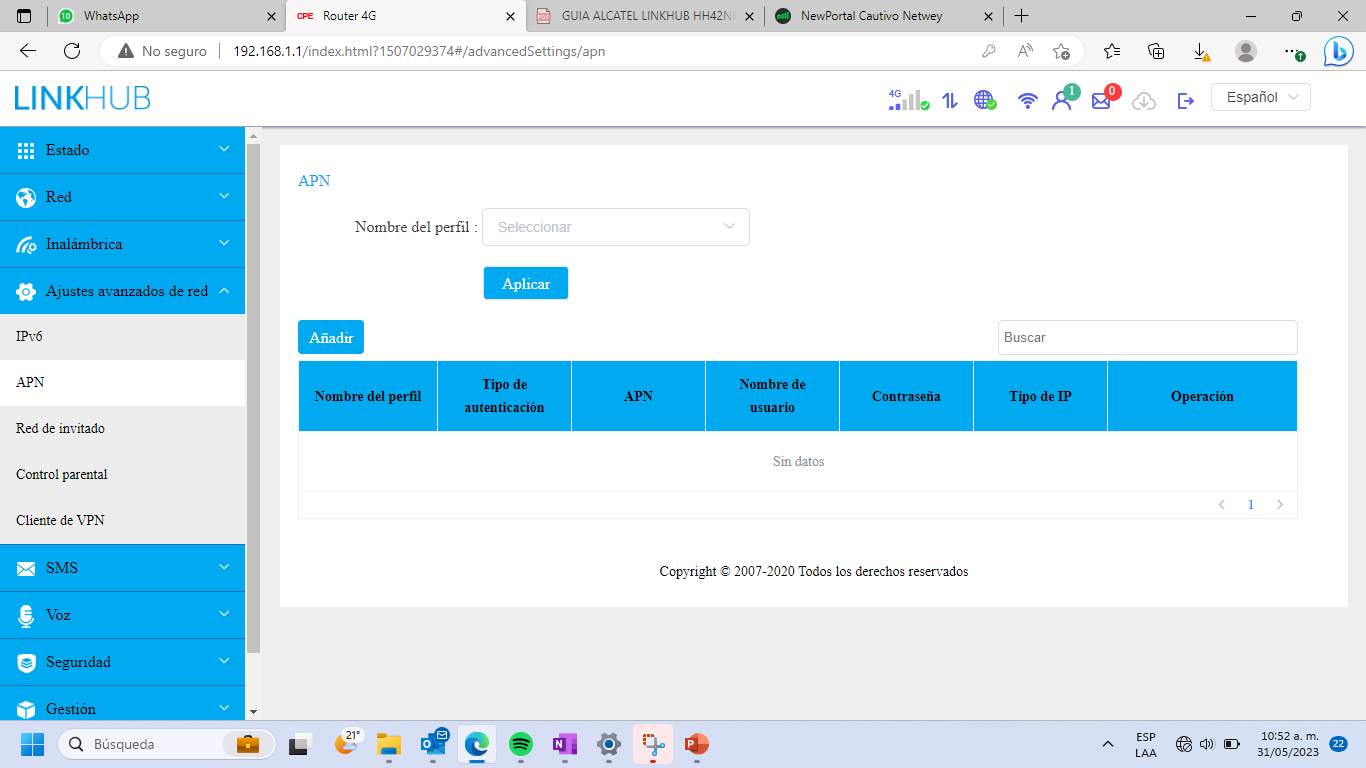 10
WhatsApp
CPE Router 4G
GUIA ALCATEL LINKHUB HH42N
NewPortal Cautivo Netwey
No seguro
192.168.1.1/index.html?1507029374#/advancedSettings/apn
LINKHUB
4G
1
0
Español
Estado
Red
Inalámbrica
Ajustes avanzados de red
IPv6
APN
Red de invitado
Control parental
Cliente de VPN
SMS
Voz
Seguridad
Gestión
APN
Nombre del perfil :
Seleccionar
Aplicar
Añadir
Buscar
Nombre del perfil
Tipo de
autenticación
APN
Nombre de
usuario
Contraseña
Tipo de IP
Operación
Sin datos
1
Copyright © 2007-2020 Todos los derechos reservados
Búsqueda
21°
ESP
LAA
10:52 a. m.
31/05/2023
22